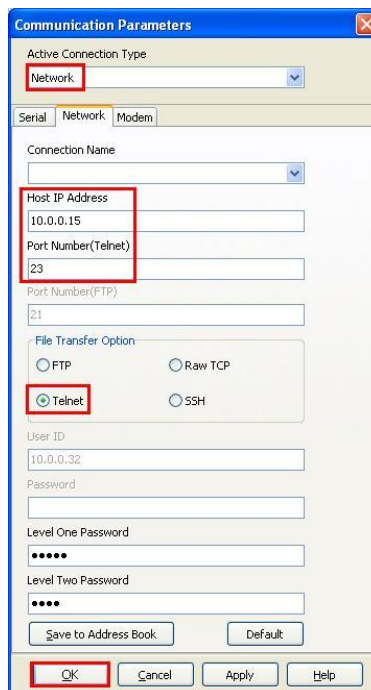 Communication Parameters
Active Connection Type
Network
Serial Network Modem
Connection Name
Host IP Address
10.0.0.15
Port Number(Telnet)
23
Port Number(FTP)
21
File Transfer Option
FTP Raw TCP
Telnet SSH
User ID
10.0.0.32
Password
Level One Password
•••••
Level Two Password
••••
Save to Address Book Default
OK Cancel Apply Help